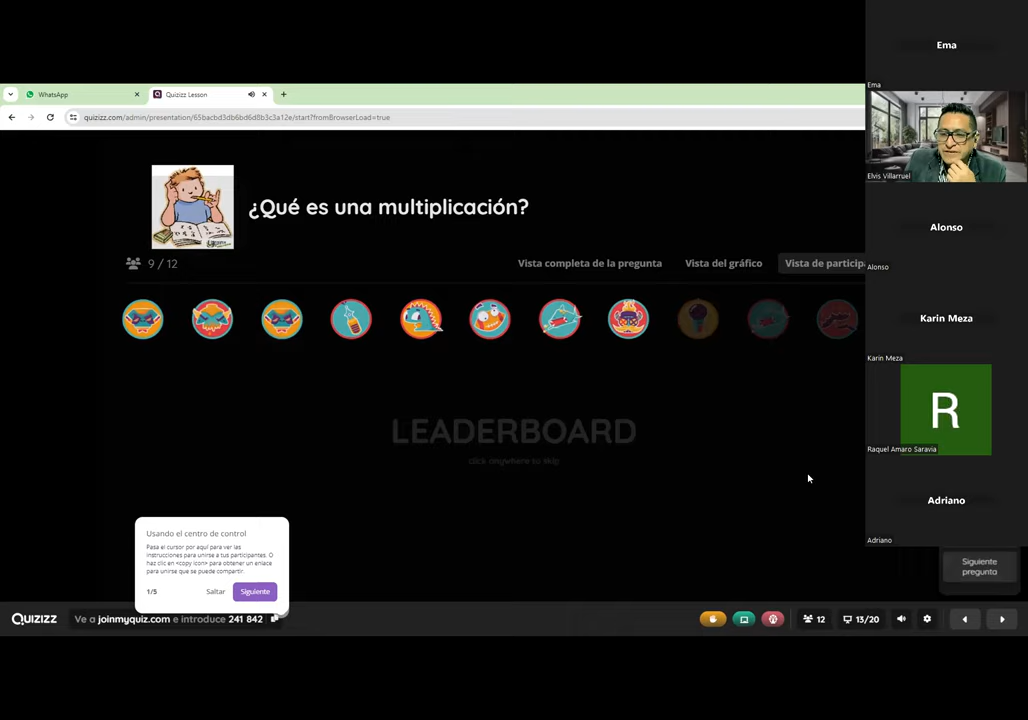 Ema
WhatsApp
Quizizz Lesson
Ema
quizizz.com/admin/presentation/65bacbd3db6bd6d8b3c3a12e/start?fromBrowserLoad=true
Elvis Villarruel
¿Qué es una multiplicación?
Alonso
9 / 12
Vista completa de la pregunta
Vista del gráfico
Vista de participa
Alonso
Karin Meza
Karin Meza
R
LEADERBOARD
click anywhere to skip
Raquel Amaro Saravia
Adriano
Adriano
Usando el centro de control
Pasa el cursor por aquí para ver las
instrucciones para unirse a tus participantes. O
haz clic en <copy icon> para obtener un enlace
para unirse que se puede compartir.
1/5
Saltar
Siguiente
Siguiente
pregunta
Quizizz
Ve a joinmyquiz.com e introduce 241 842
12
13/20